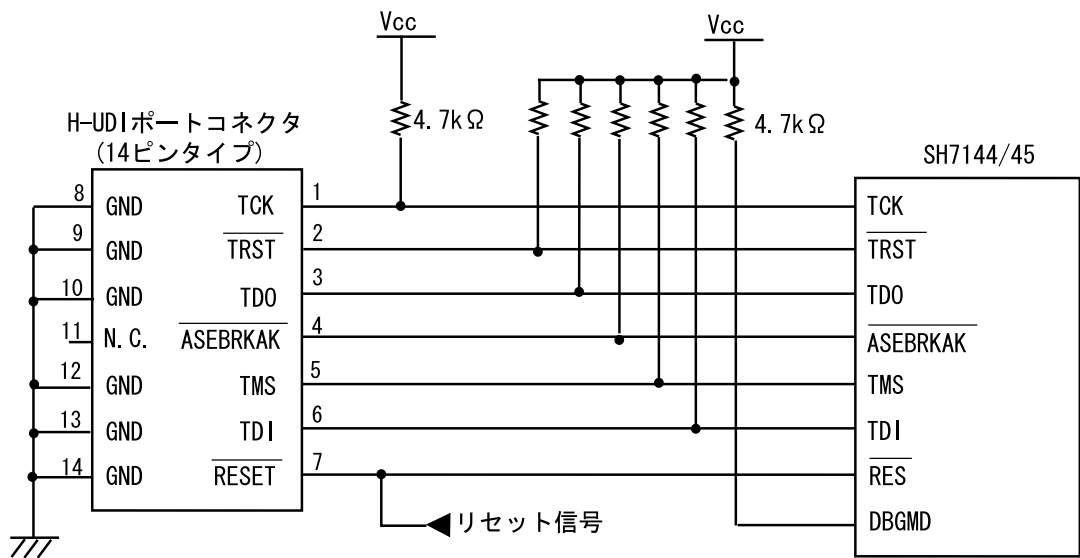 Vcc
Vcc
4.7kΩ
4.7kΩ
H-UDIポートコネクタ
(14ピンタイプ)
SH7144/45
8 GND TCK 1 TCK
9 GND TRST 2 TRST
10 GND TDO 3 TDO
11 N.C. ASEBRKAK 4 ASEBRKAK
12 GND TMS 5 TMS
13 GND TDI 6 TDI
14 GND RESET 7 RES
リセット信号
DBGMD